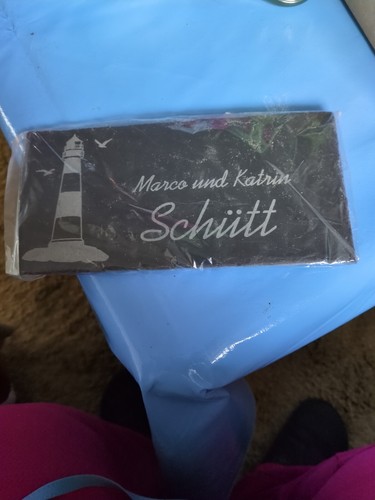 Marco und Katrin
Schütt